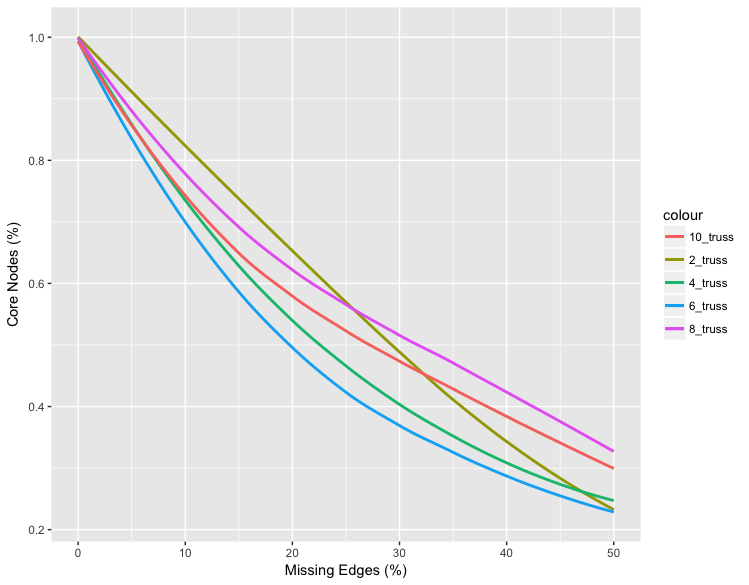 1.0
0.8
0.6
0.4
0.2
Core Nodes (%)
0 10 20 30 40 50
Missing Edges (%)
colour
10_truss
2_truss
4_truss
6_truss
8_truss